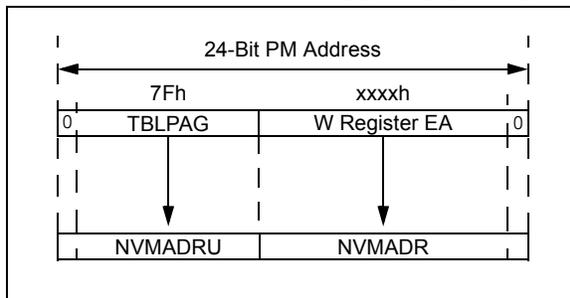 24-Bit PM Address
7Fh xxxxh
0 TBLPAG W Register EA 0
NVMADRU NVMADR